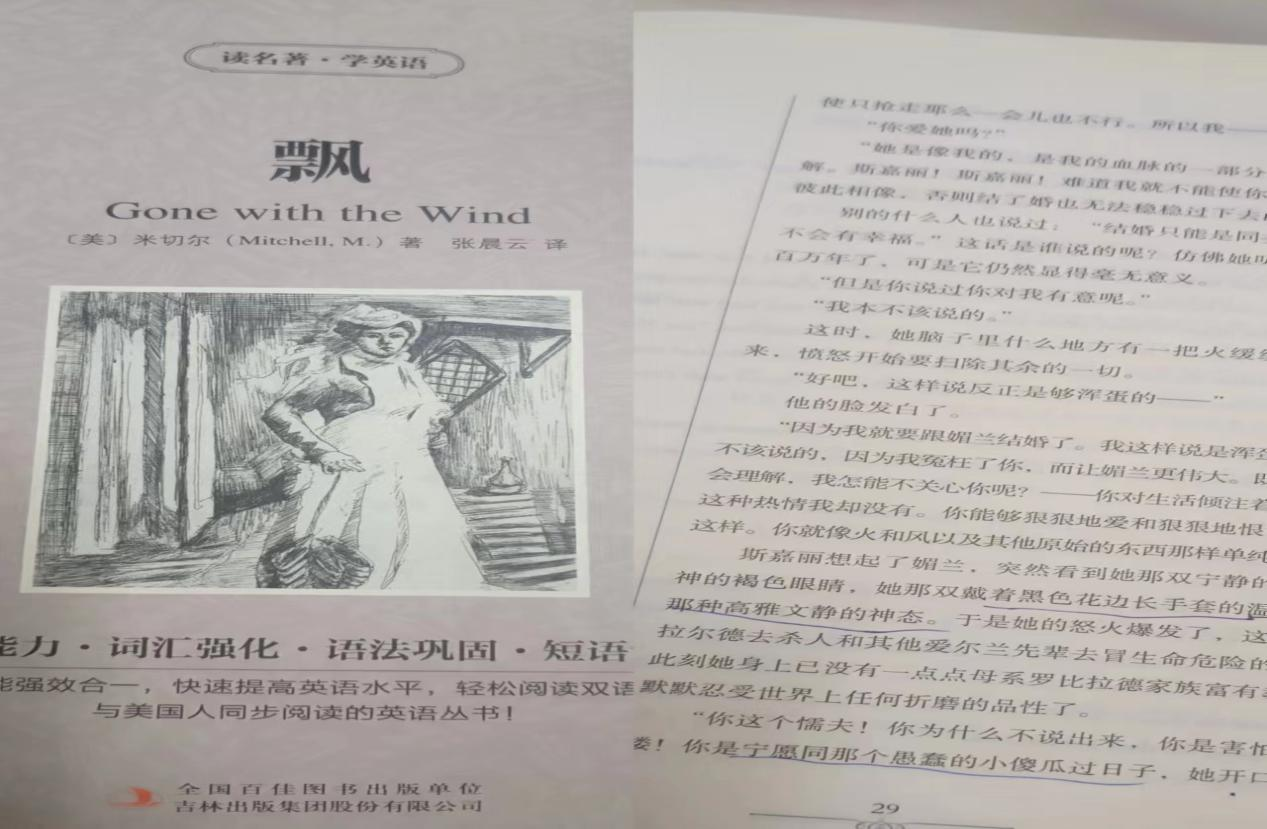 读名著·学英语
飘
Gone with the Wind
〔美〕米切尔（Mitchell, M.）著 张晨云 译
能力·词汇强化·语法巩固·短语
能强效合一，快速提高英语水平，轻松阅读双语
与美国人同步阅读的英语丛书！
全国百佳图书出版单位
吉林出版集团股份有限公司
使只抢走那么一会儿也不行。所以我——
“你爱她吗？”
“她是像我的，是我的血脉的一部分
解。斯嘉丽！斯嘉丽！难道我就不能使你
彼此相像，否则结了婚也无法稳稳过下去
别的什么人也说过：“结婚只能是同
不会有幸福。”这话是谁说的呢？仿佛她
百万年了，可是它仍然显得毫无意义。
“但是你说过你对我有意呢。”
“我本不该说的。”
这时，她脑子里什么地方有一把火缓
来，愤怒开始要扫除其余的一切。
“好吧，这样说反正是够浑蛋的——”
他的脸发白了。
“因为我就要跟媚兰结婚了。我这样说是浑
不该说的，因为我冤枉了你，而让媚兰更伟大。
会理解，我怎能不关心你呢？——你对生活倾注着
这种热情我却没有。你能够狠狠地爱和狠狠地恨
这样。你就像火和风以及其他原始的东西那样单纯
斯嘉丽想起了媚兰，突然看到她那双宁静的
神的褐色眼睛，她那双戴着黑色花边长手套的温
那种高雅文静的神态。于是她的怒火爆发了，这
拉尔德去杀人和其他爱尔兰先辈去冒生命危险的
此刻她身上已没有一点点母系罗比拉德家族富有
默默忍受世界上任何折磨的品性了。
“你这个懦夫！你为什么不说出来，你是害怕
娄！你是宁愿同那个愚蠢的小傻瓜过日子，她开口
29